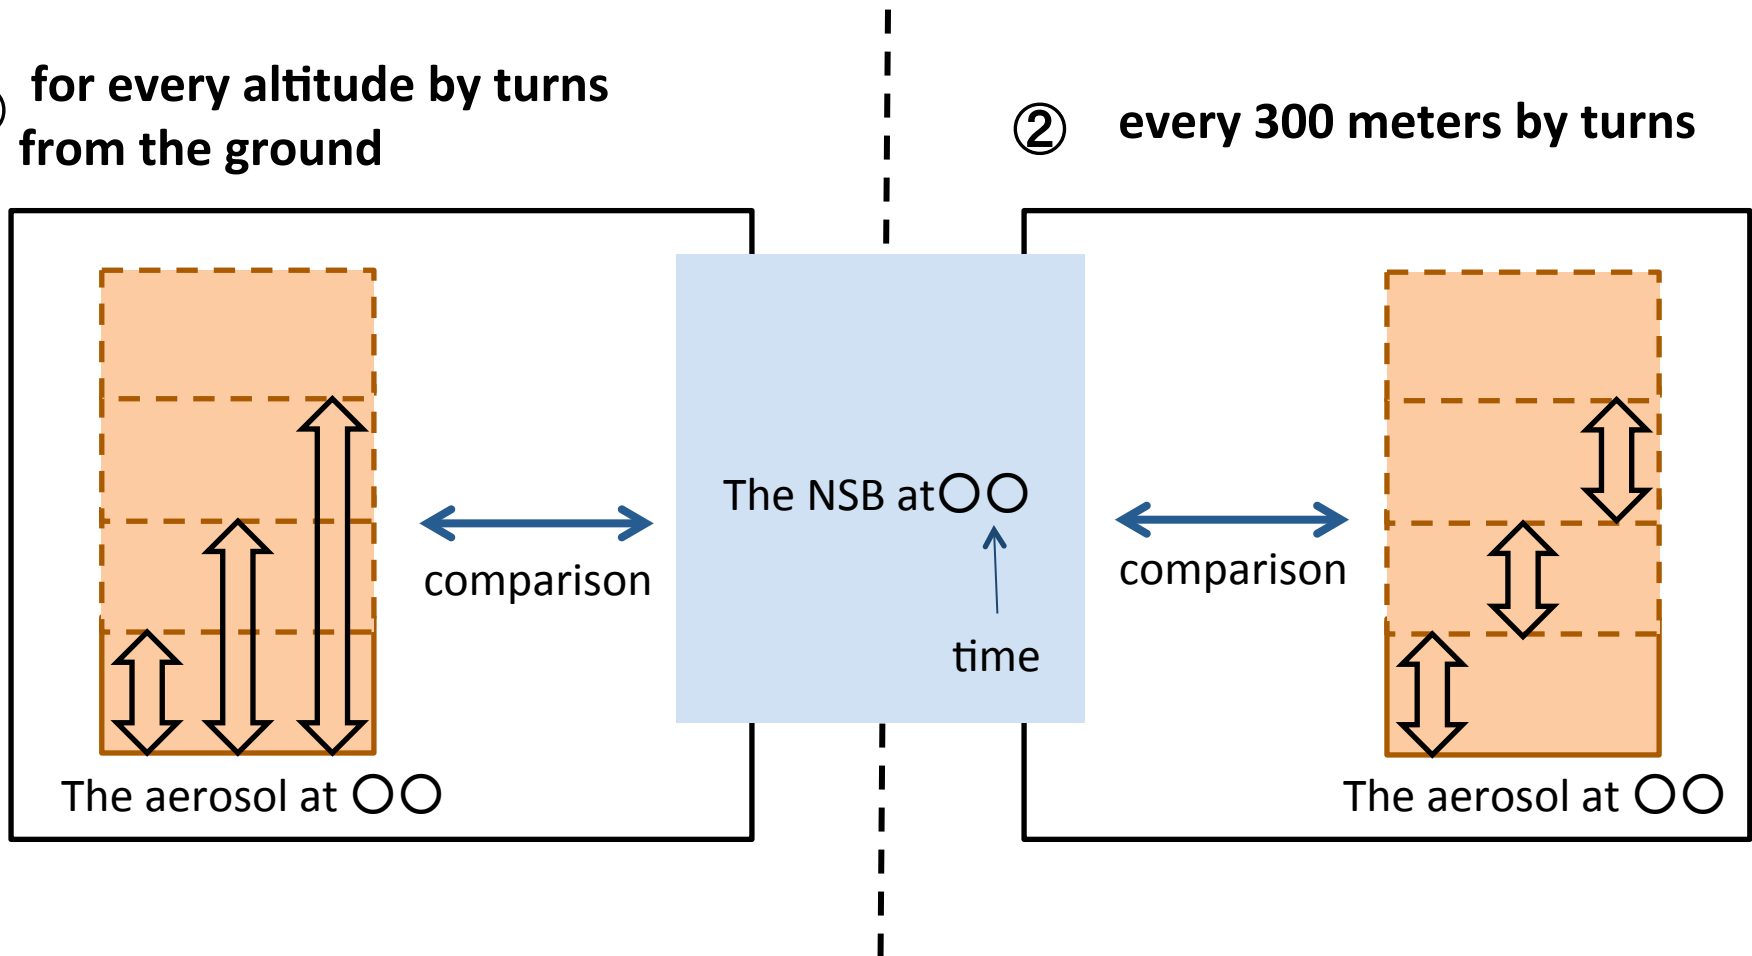 for every altitude by turns
from the ground
② every 300 meters by turns
The NSB at○○
comparison
comparison
time
The aerosol at ○○
The aerosol at ○○